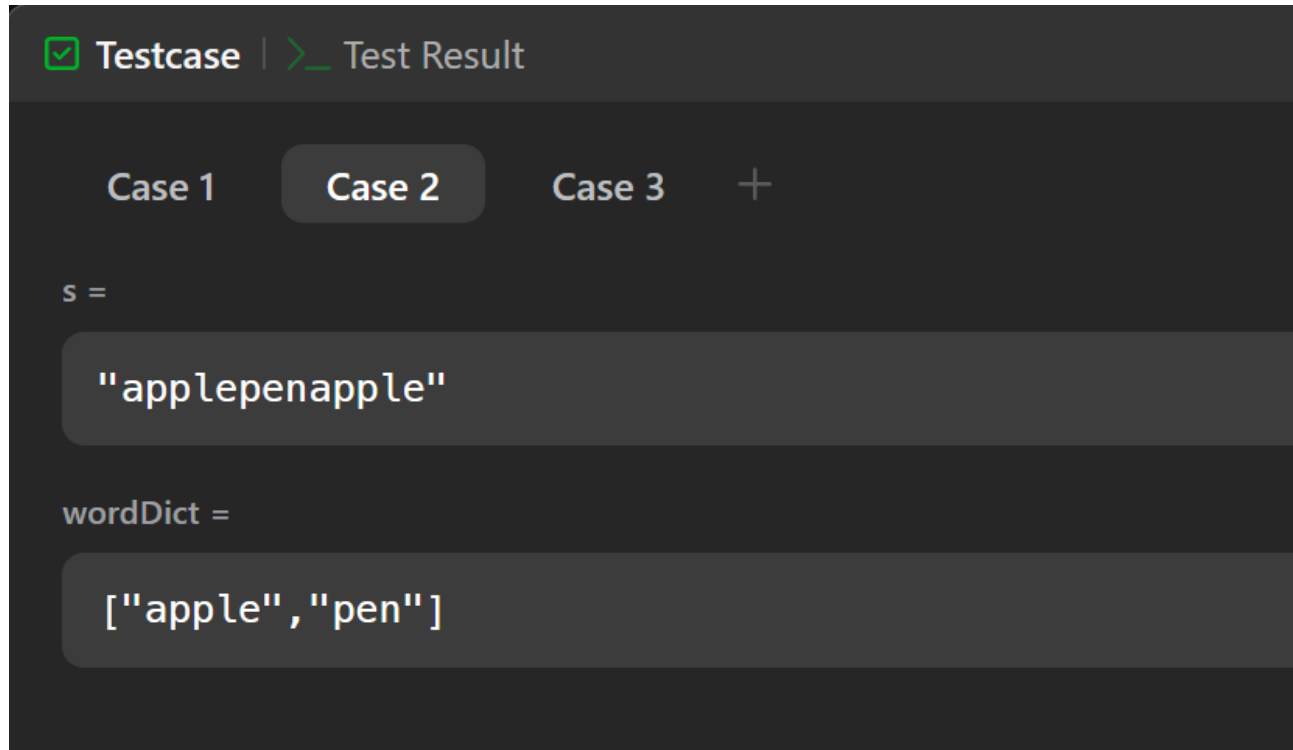 Testcase | >_ Test Result
Case 1 Case 2 Case 3 +
s =
"applepenapple"
wordDict =
["apple","pen"]